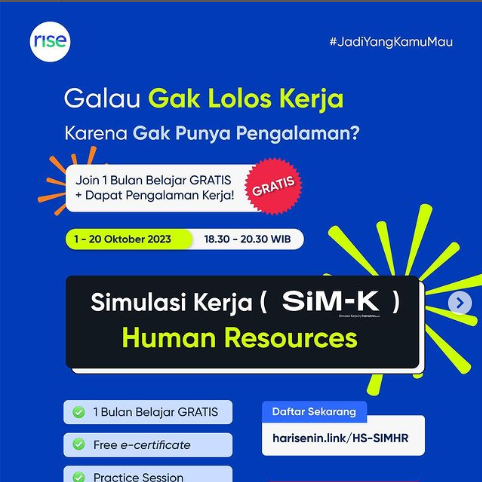 rise
#JadiYangKamuMau
Galau Gak Lolos Kerja
Karena Gak Punya Pengalaman?
Join 1 Bulan Belajar GRATIS
+ Dapat Pengalaman Kerja!
GRATIS
1 - 20 Oktober 2023 18.30 - 20.30 WIB
Simulasi Kerja ( SiM-K )
Human Resources
1 Bulan Belajar GRATIS
Free e-certificate
Practice Session
Daftar Sekarang
harisenin.link/HS-SIMHR